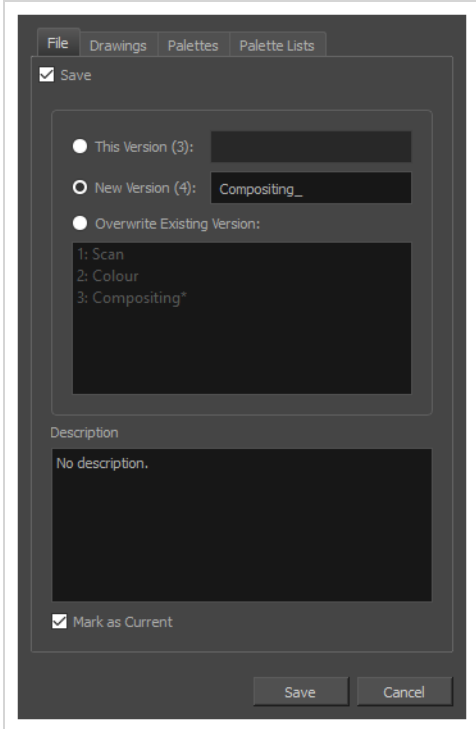 File Drawings Palettes Palette Lists
Save
This Version (3):
New Version (4): Compositing_
Overwrite Existing Version:
1: Scan
2: Colour
3: Compositing*
Description
No description.
Mark as Current
Save Cancel